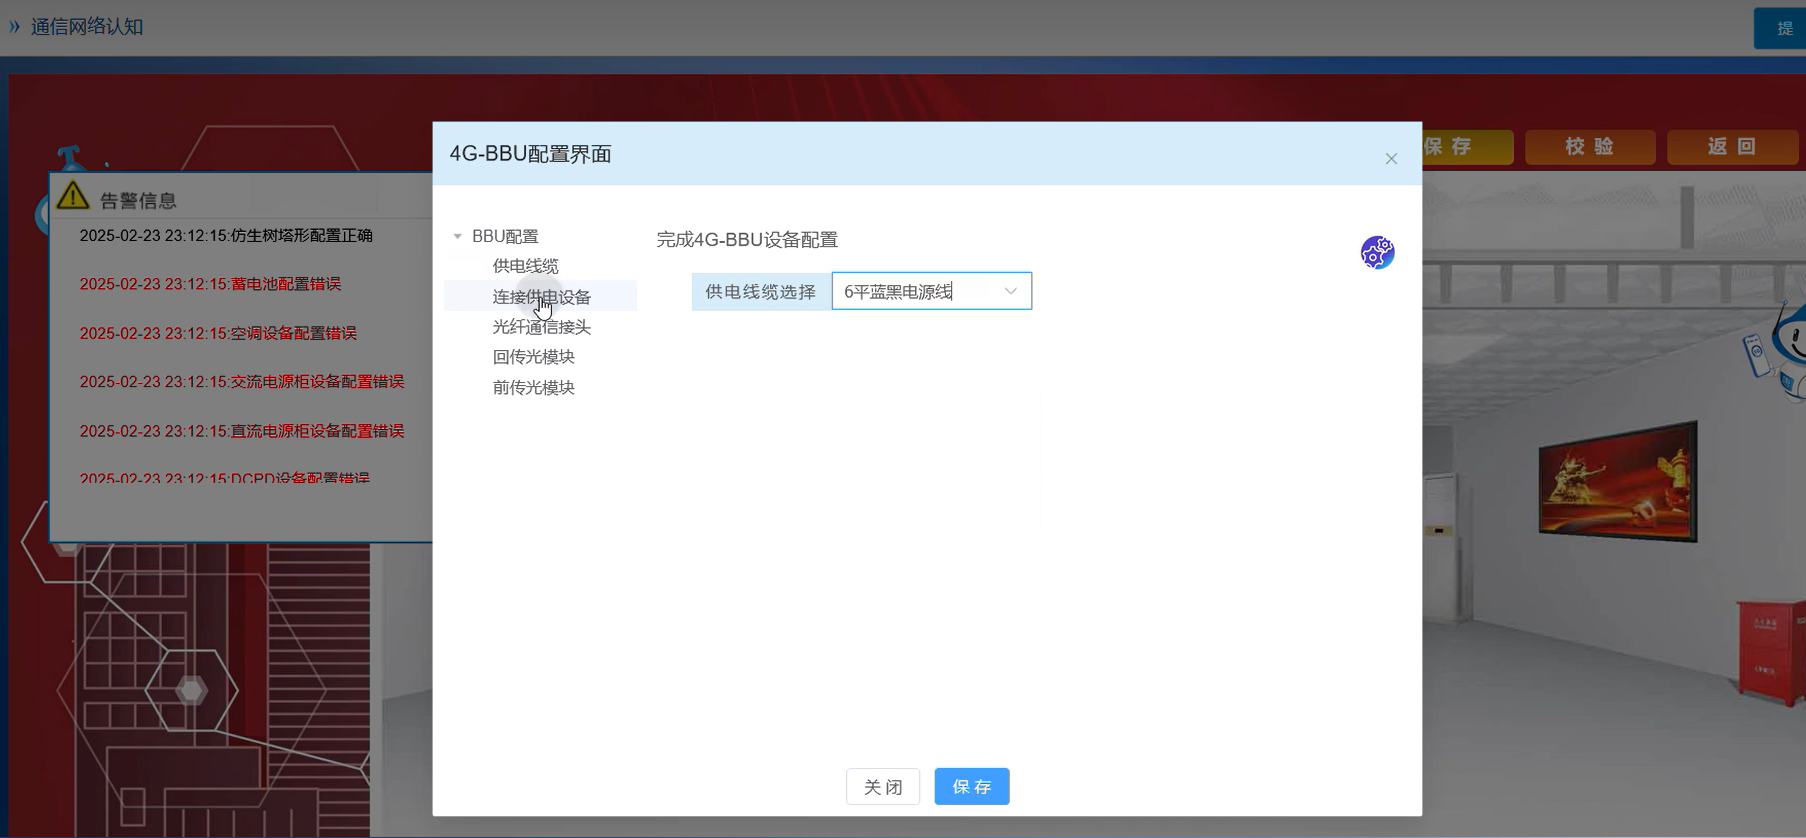 » 通信网络认知
提
保存
校验
返回
4G-BBU配置界面
告警信息
2025-02-23 23:12:15:仿生树塔形配置正确
2025-02-23 23:12:15:蓄电池配置错误
2025-02-23 23:12:15:空调设备配置错误
2025-02-23 23:12:15:交流电源柜设备配置错误
2025-02-23 23:12:15:直流电源柜设备配置错误
2025-02-23 23:12:15:DCPD设备配置错误
BBU配置
供电线缆
连接供电设备
光纤通信接头
回传光模块
前传光模块
完成4G-BBU设备配置
供电线缆选择
6平蓝黑电源线
关闭
保存